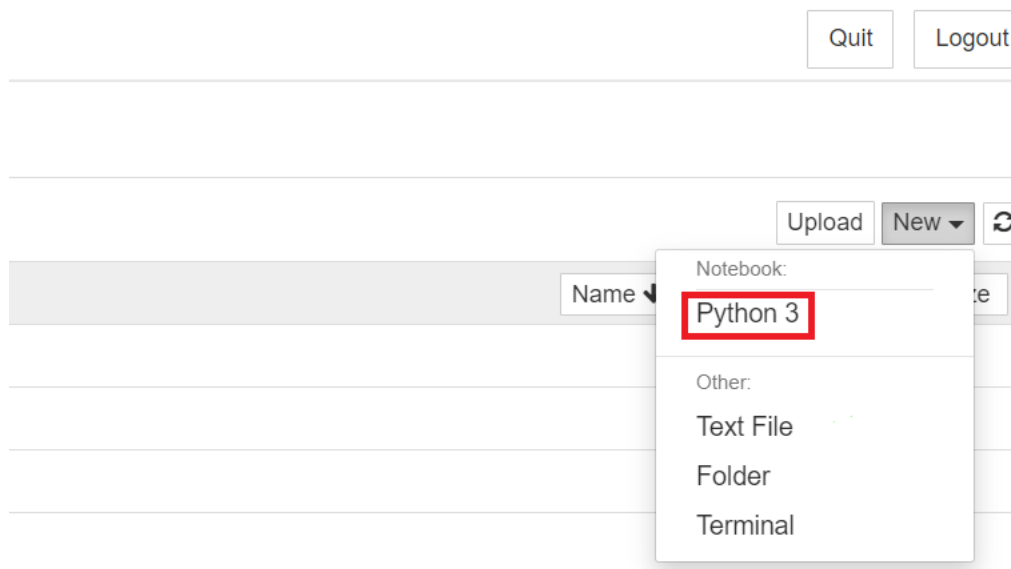 Quit Logout
Upload New
Notebook:
Name
Python 3
Other:
Text File
Folder
Terminal